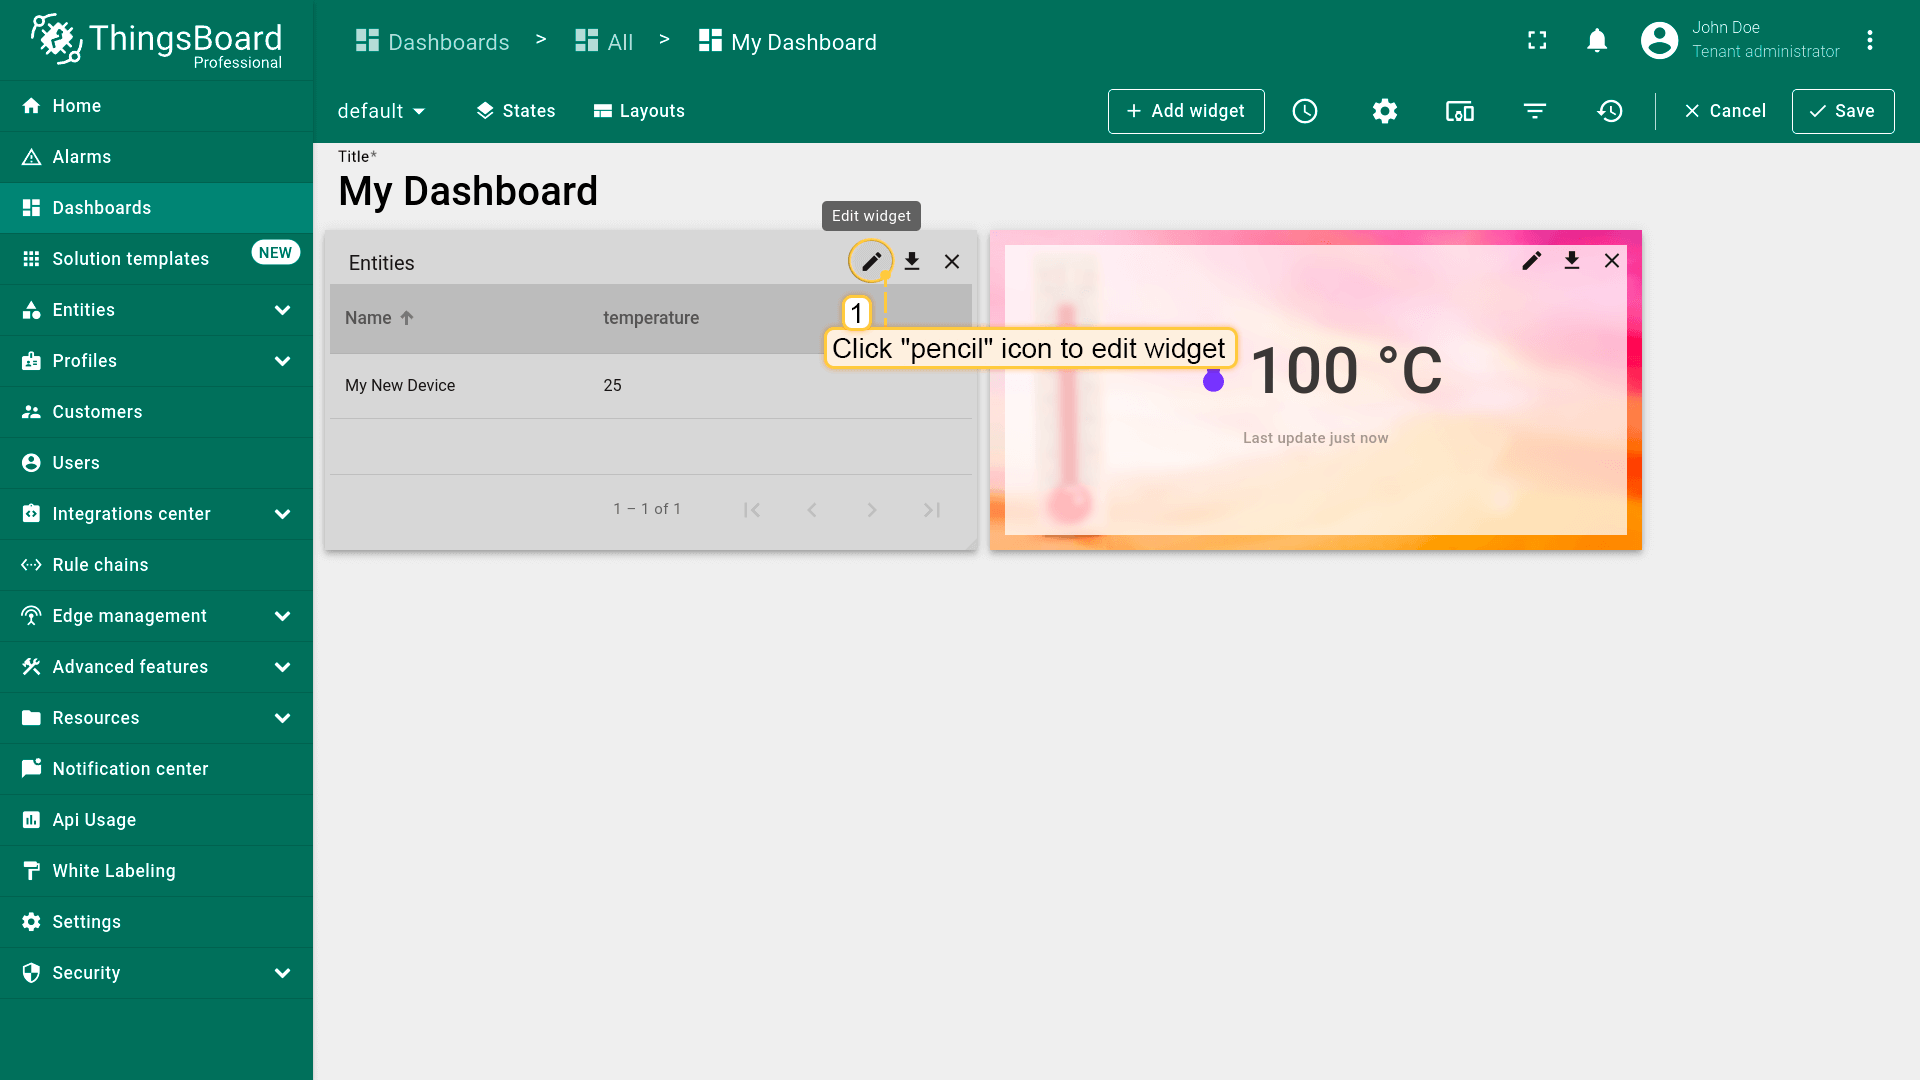 ThingsBoard
Professional
Dashboards > All > My Dashboard
John Doe
Tenant administrator
default States Layouts + Add widget Cancel Save
Home
Alarms
Dashboards
Solution templates NEW
Entities
Profiles
Customers
Users
Integrations center
Rule chains
Edge management
Advanced features
Resources
Notification center
Api Usage
White Labeling
Settings
Security
Title*
My Dashboard
Edit widget
Entities
Name temperature
1
Click "pencil" icon to edit widget
My New Device 25
1 – 1 of 1
100 °C
Last update just now